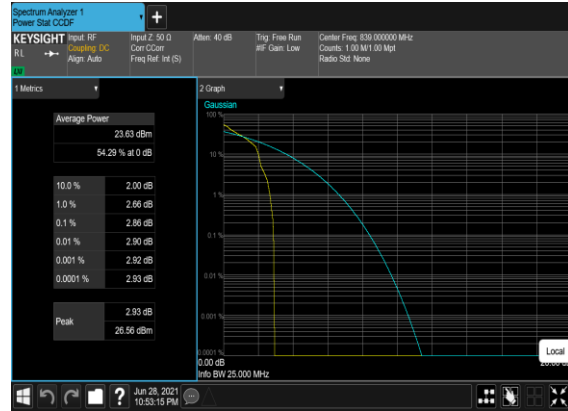 Spectrum Analyzer 1
Power Stat CCDF
KEYSIGHT
RL
Input: RF
Coupling: DC
Align: Auto
Input Z: 50 Ω
Corr CCorr
Freq Ref: Int (S)
Atten: 40 dB
Trig: Free Run
#IF Gain: Low
Center Freq: 839.000000 MHz
Counts: 1.00 M/1.00 Mpt
Radio Std: None
1 Metrics
Average Power
23.63 dBm
54.29 % at 0 dB
10.0 % 2.00 dB
1.0 % 2.66 dB
0.1 % 2.86 dB
0.01 % 2.90 dB
0.001 % 2.92 dB
0.0001 % 2.93 dB
Peak
2.93 dB
26.56 dBm
2 Graph
Gaussian
100 %
10 %
1 %
0.1 %
0.01 %
0.001 %
0.0001 %
0.00 dB
Info BW 25.000 MHz
Local
?
Jun 28, 2021
10:53:15 PM